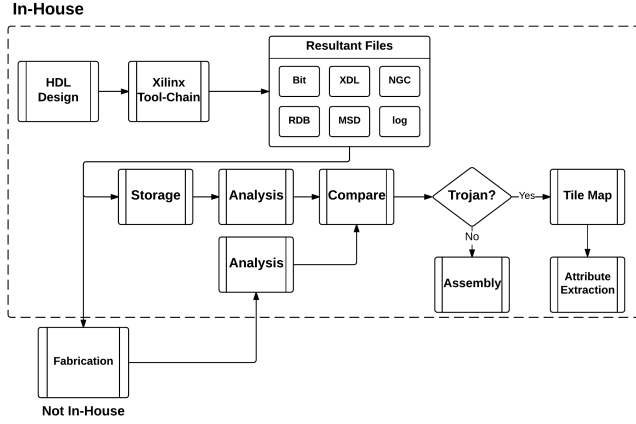 In-House
Resultant Files
HDL
Design
Xilinx
Tool-Chain
Bit
XDL
NGC
RDB
MSD
log
Storage
Analysis
Compare
Trojan?
Yes
Tile Map
No
Analysis
Assembly
Attribute
Extraction
Fabrication
Not In-House